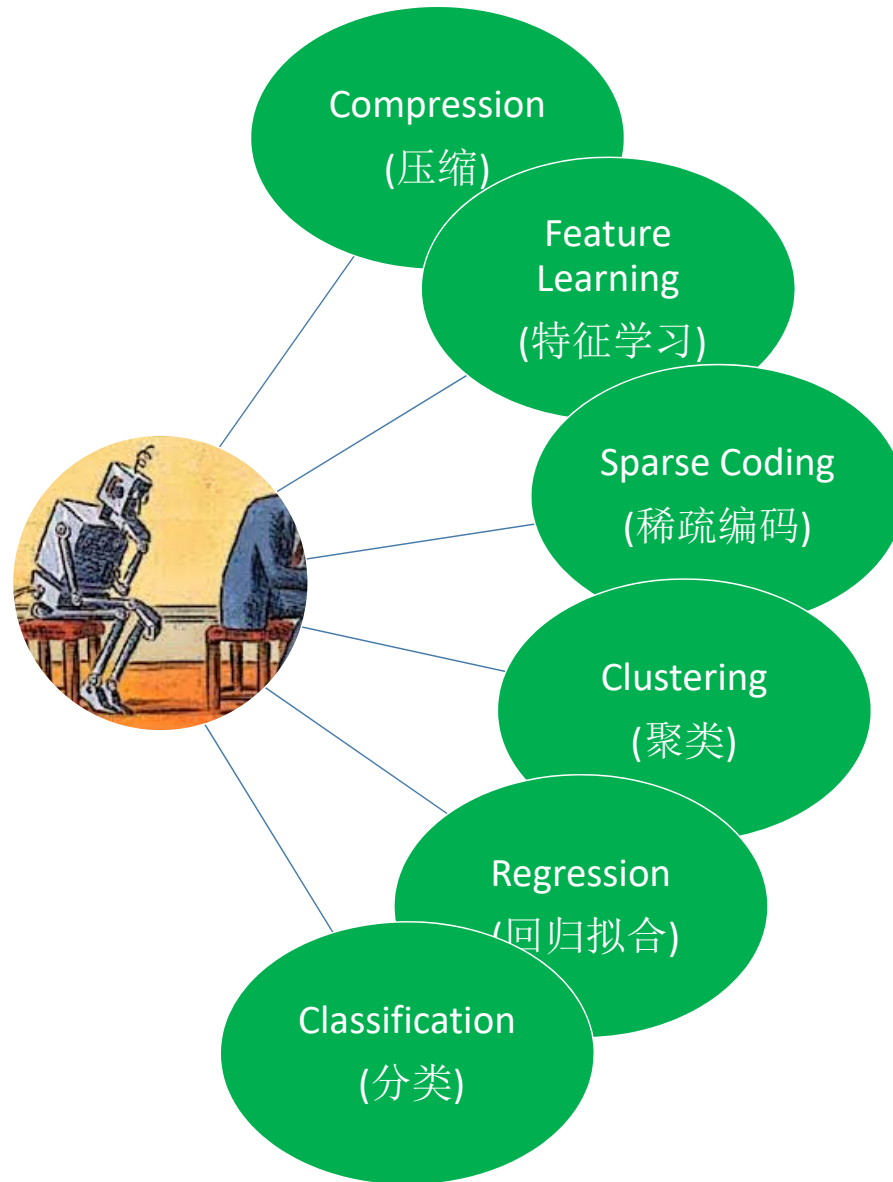 Compression
(压缩)
Feature
Learning
(特征学习)
Sparse Coding
(稀疏编码)
Clustering
(聚类)
Regression
(回归拟合)
Classification
(分类)